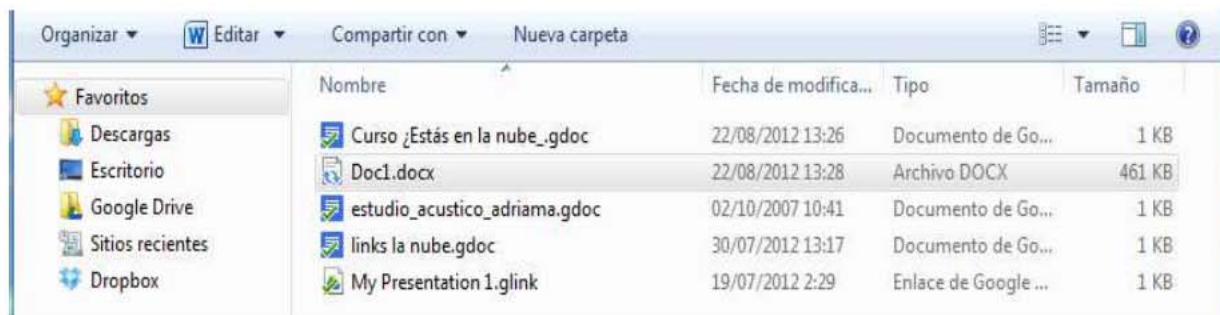 Organizar Editar Compartir con Nueva carpeta
Favoritos
Descargas
Escritorio
Google Drive
Sitios recientes
Dropbox
Nombre Fecha de modifica... Tipo Tamaño
Curso ¿Estás en la nube_.gdoc 22/08/2012 13:26 Documento de Go... 1 KB
Doc1.docx 22/08/2012 13:28 Archivo DOCX 461 KB
estudio_acustico_adriama.gdoc 02/10/2007 10:41 Documento de Go... 1 KB
links la nube.gdoc 30/07/2012 13:17 Documento de Go... 1 KB
My Presentation 1.glink 19/07/2012 2:29 Enlace de Google ... 1 KB